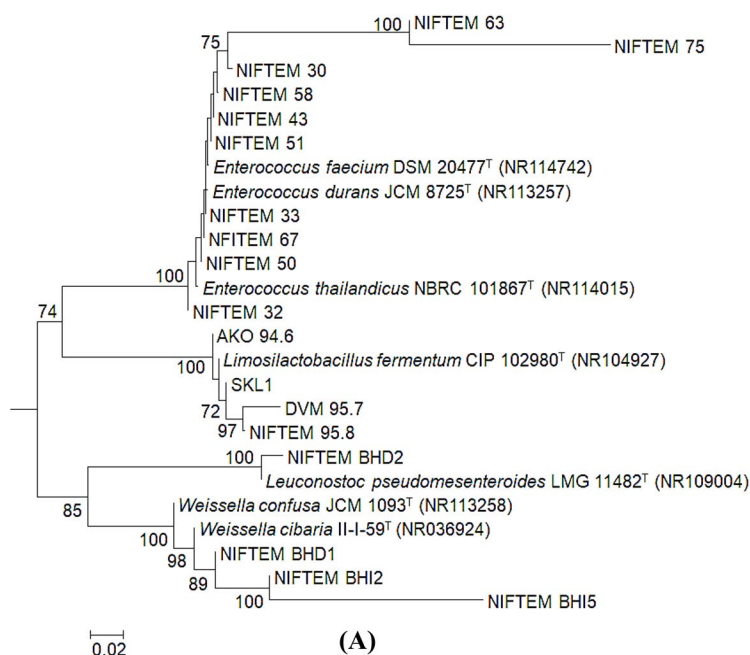 100
NIFTEM 63
75
NIFTEM 75
NIFTEM 30
NIFTEM 58
NIFTEM 43
NIFTEM 51
Enterococcus faecium DSM 20477ᵀ (NR114742)
Enterococcus durans JCM 8725ᵀ (NR113257)
NIFTEM 33
NFITEM 67
NIFTEM 50
100
Enterococcus thailandicus NBRC 101867ᵀ (NR114015)
74
NIFTEM 32
AKO 94.6
Limosilactobacillus fermentum CIP 102980ᵀ (NR104927)
100
SKL1
72
DVM 95.7
97
NIFTEM 95.8
100
NIFTEM BHD2
Leuconostoc pseudomesenteroides LMG 11482ᵀ (NR109004)
85
Weissella confusa JCM 1093ᵀ (NR113258)
Weissella cibaria II-I-59ᵀ (NR036924)
100
NIFTEM BHD1
98
NIFTEM BHI2
89
100
NIFTEM BHI5
0.02
(A)